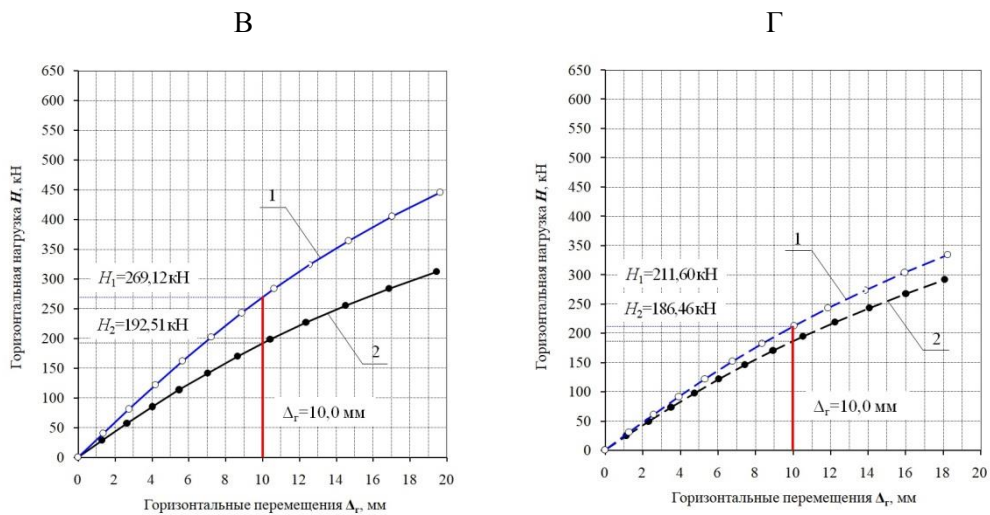 В
Г
Горизонтальная нагрузка H, кН
650
600
550
500
450
400
350
300
250
200
150
100
50
0
1
H₁=269,12кН
H₂=192,51кН
2
Δг=10,0 мм
0 2 4 6 8 10 12 14 16 18 20
Горизонтальные перемещения Δг, мм
Горизонтальная нагрузка H, кН
650
600
550
500
450
400
350
300
250
200
150
100
50
0
1
H₁=211,60кН
H₂=186,46кН
2
Δг=10,0 мм
0 2 4 6 8 10 12 14 16 18 20
Горизонтальные перемещения Δг, мм